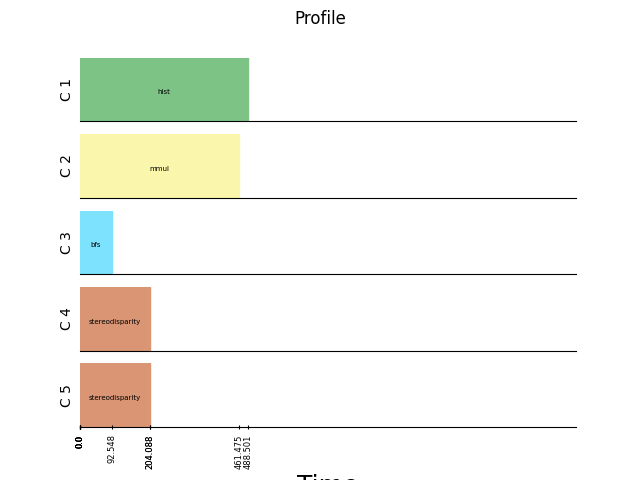 Profile
C 1
hist
C 2
mmul
C 3
bfs
C 4
stereodisparity
C 5
stereodisparity
0.0
92.548
204.088
461.475
488.501
Time